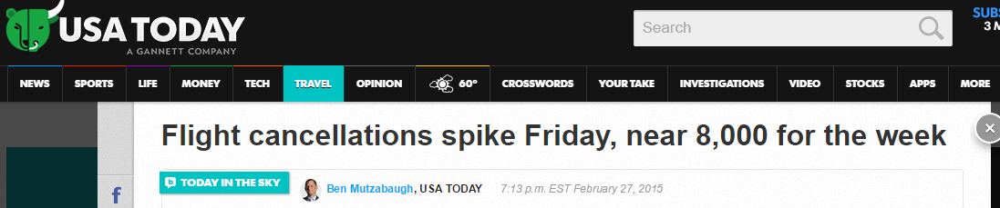 USA TODAY
A GANNETT COMPANY
Search
SUBS
3 M
NEWS SPORTS LIFE MONEY TECH TRAVEL OPINION 60° CROSSWORDS YOUR TAKE INVESTIGATIONS VIDEO STOCKS APPS MORE
Flight cancellations spike Friday, near 8,000 for the week
TODAY IN THE SKY Ben Mutzabaugh, USA TODAY 7:13 p.m. EST February 27, 2015